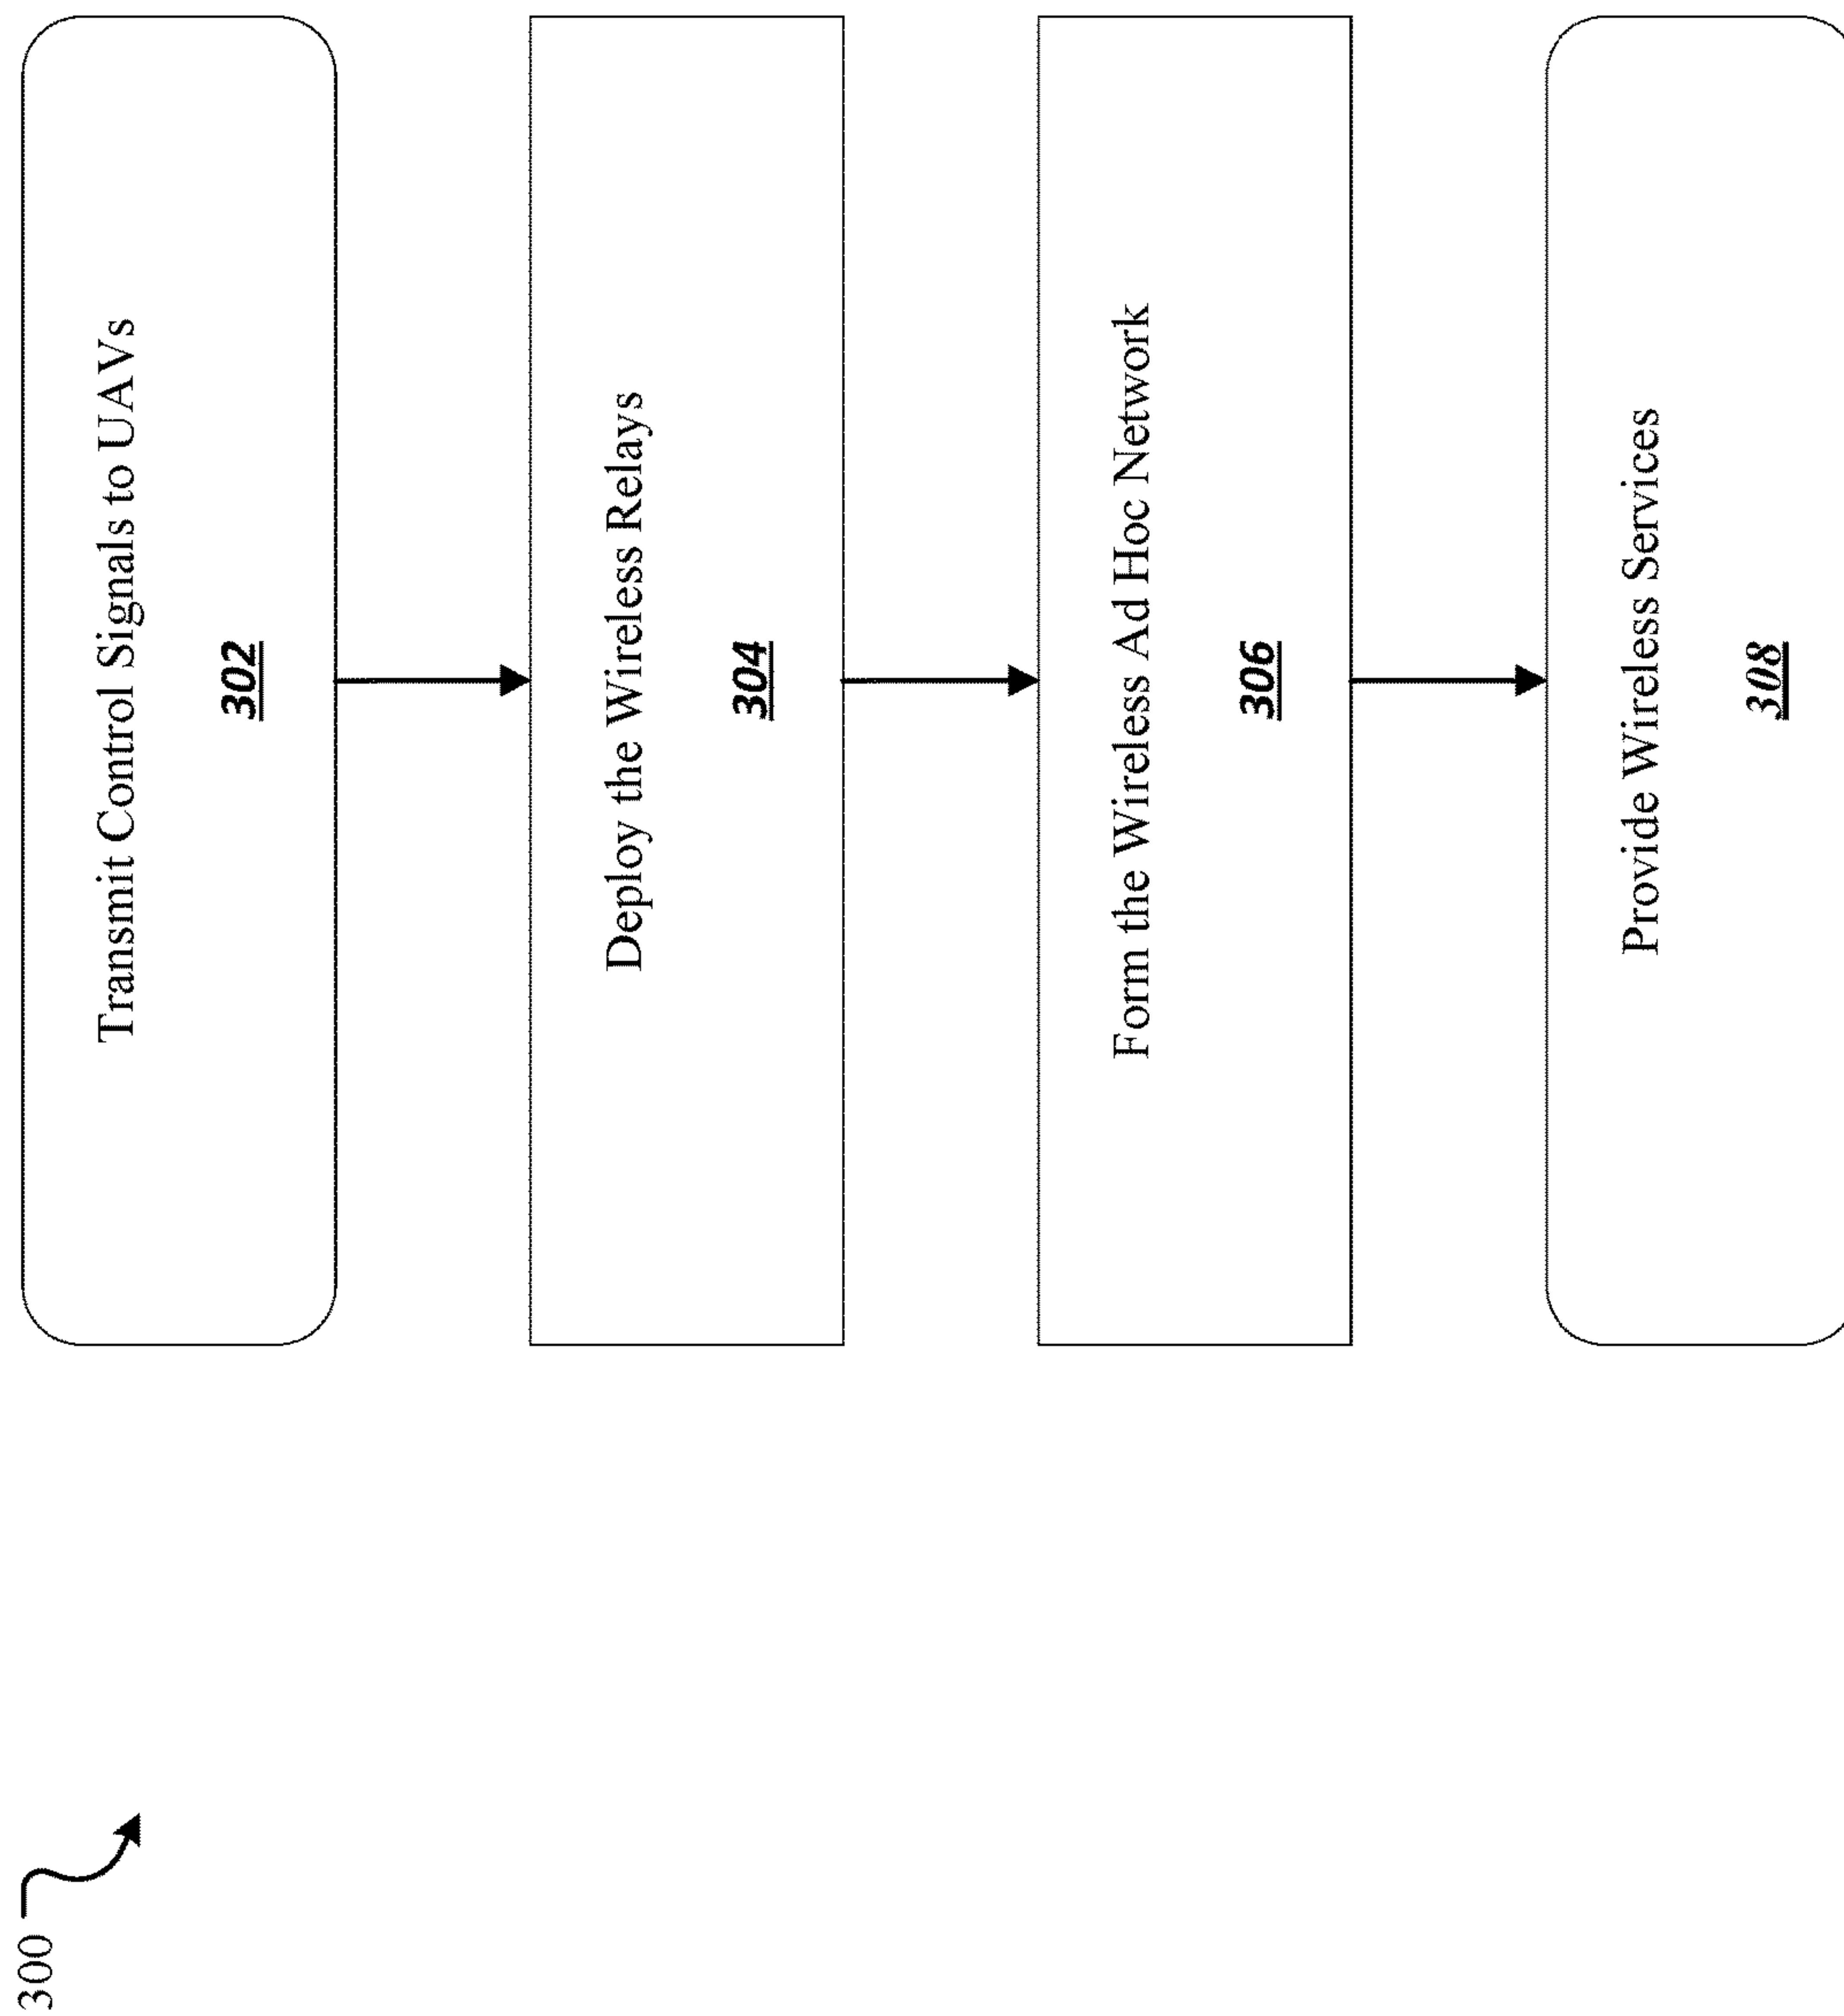 300
Transmit Control Signals to UAVs
302
Deploy the Wireless Relays
304
Form the Wireless Ad Hoc Network
306
Provide Wireless Services
308